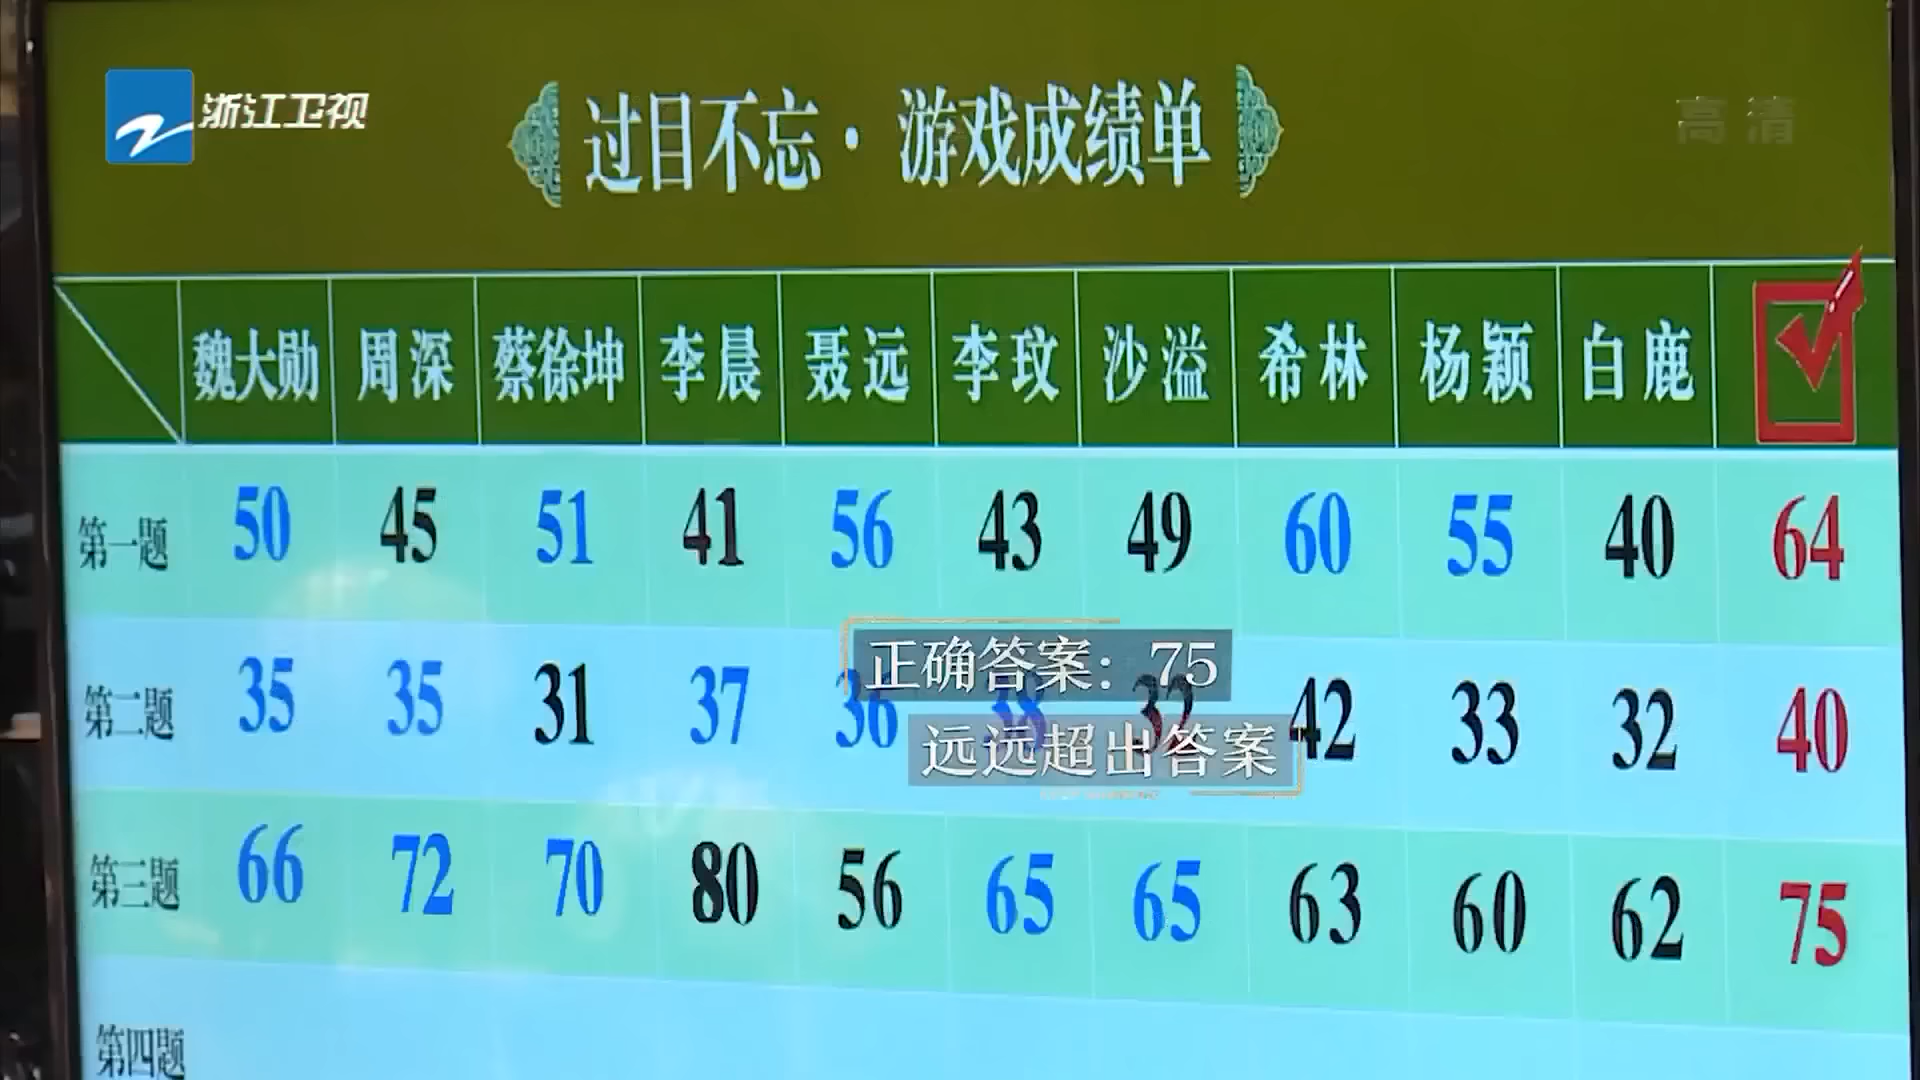 浙江卫视
过目不忘·游戏成绩单
高清
魏大勋 周深 蔡徐坤 李晨 聂远 李玟 沙溢 希林 杨颖 白鹿
第一题 50 45 51 41 56 43 49 60 55 40 64
正确答案：75
第二题 35 35 31 37 36 38 32 42 33 32 40
远远超出答案
第三题 66 72 70 80 56 65 65 63 60 62 75
第四题